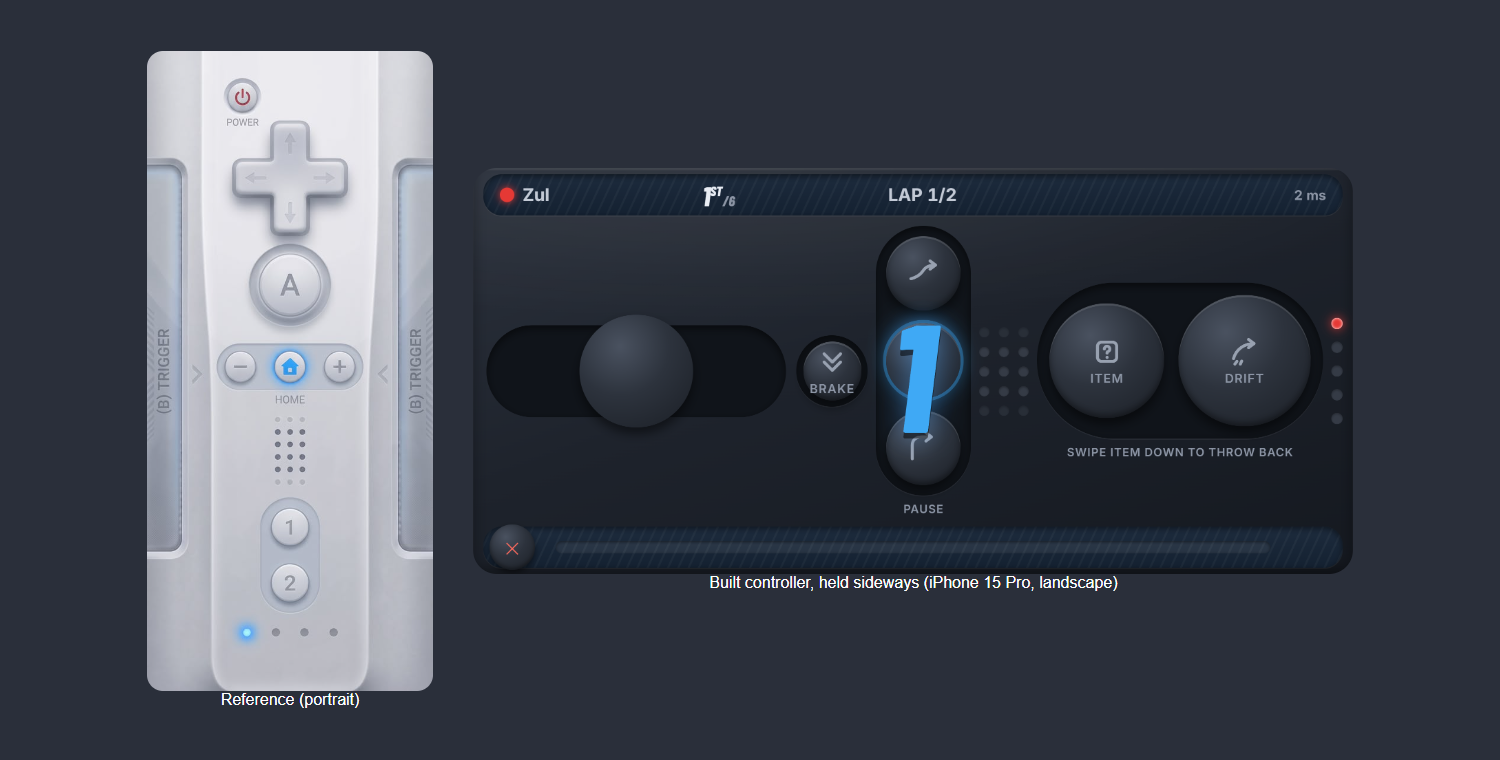 POWER
A
(B) TRIGGER
(B) TRIGGER
HOME
1
2
Reference (portrait)
Zul
1ST/6
LAP 1/2
2 ms
BRAKE
1
ITEM
DRIFT
SWIPE ITEM DOWN TO THROW BACK
PAUSE
Built controller, held sideways (iPhone 15 Pro, landscape)